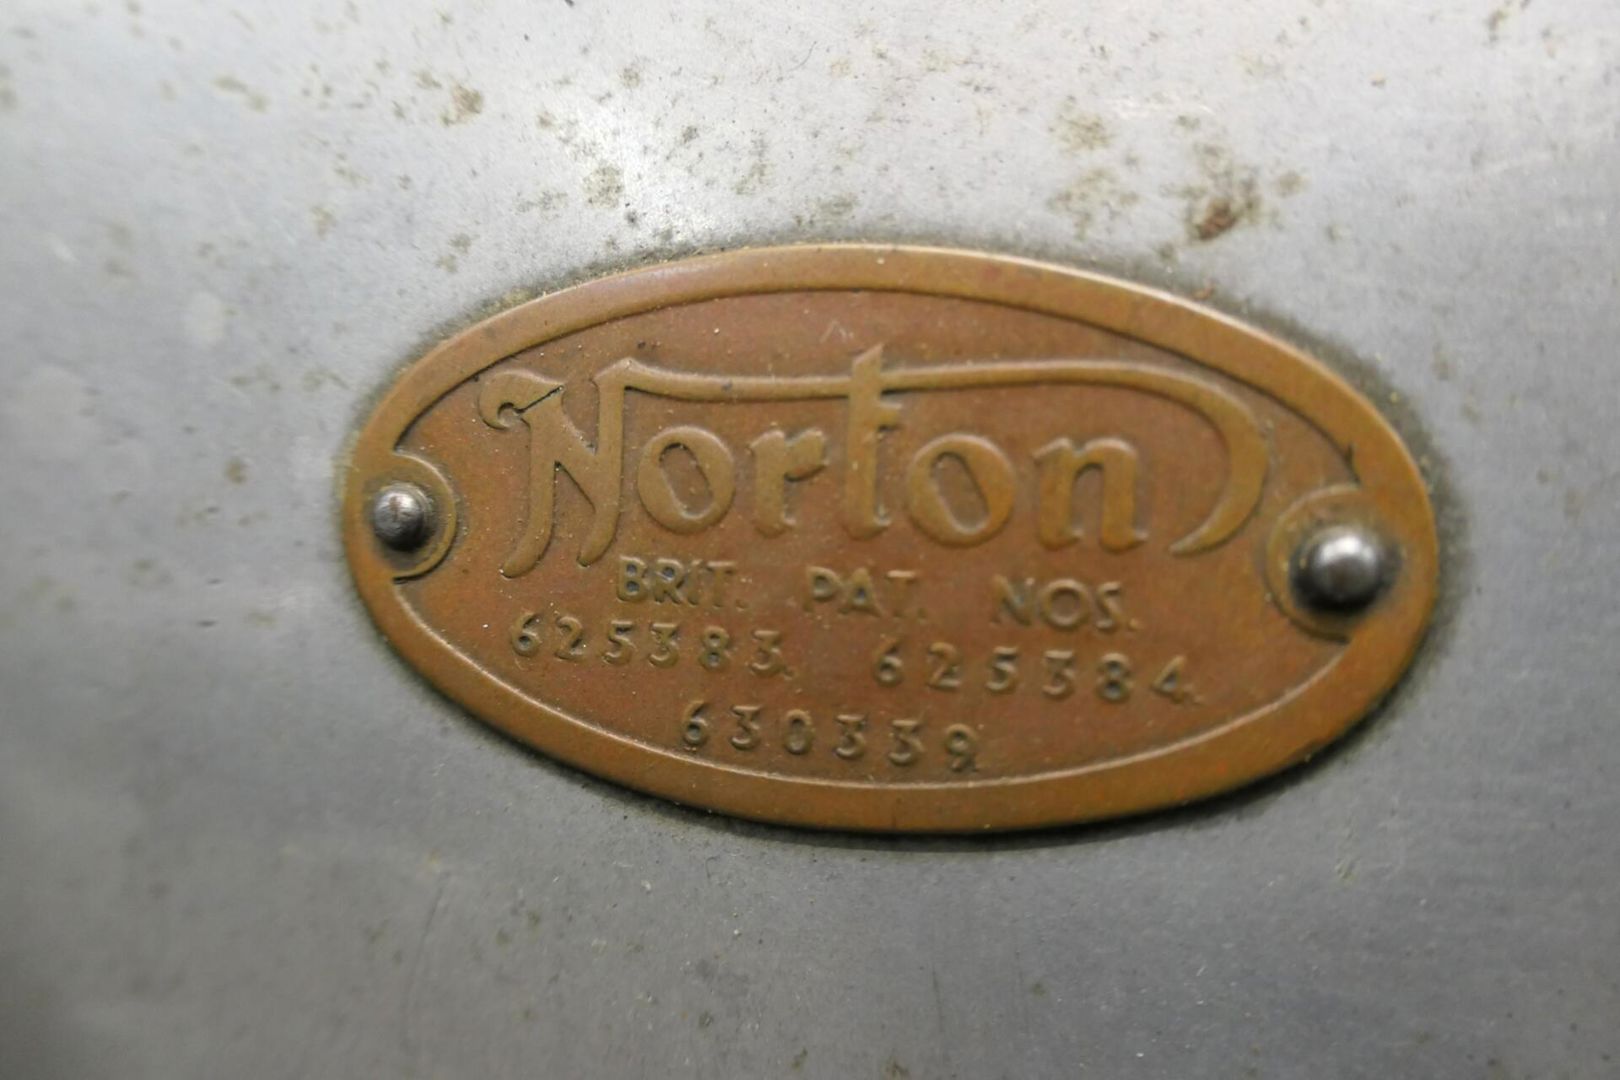 Norton
BRIT. PAT. NOS.
625383. 625384.
630339.